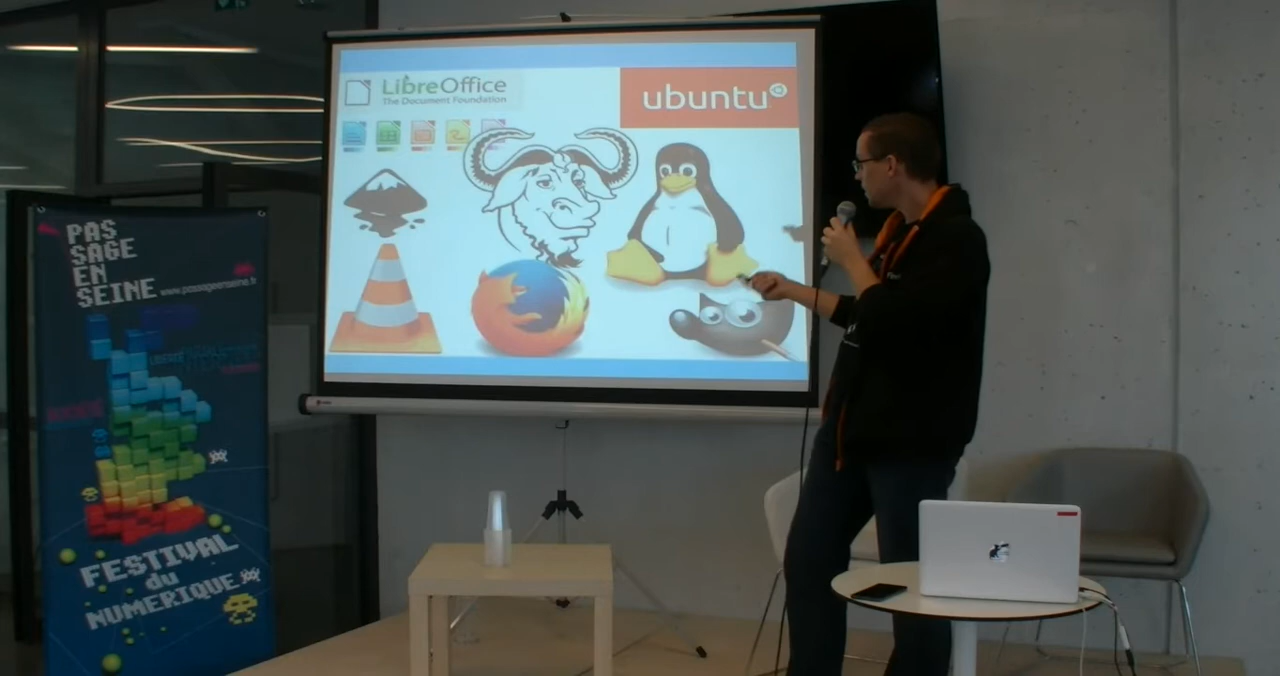 PAS
SAGE
EN
SEINE www.passageenseine.fr
FESTIVAL
du
NUMERIQUE
LibreOffice
The Document Foundation
ubuntu